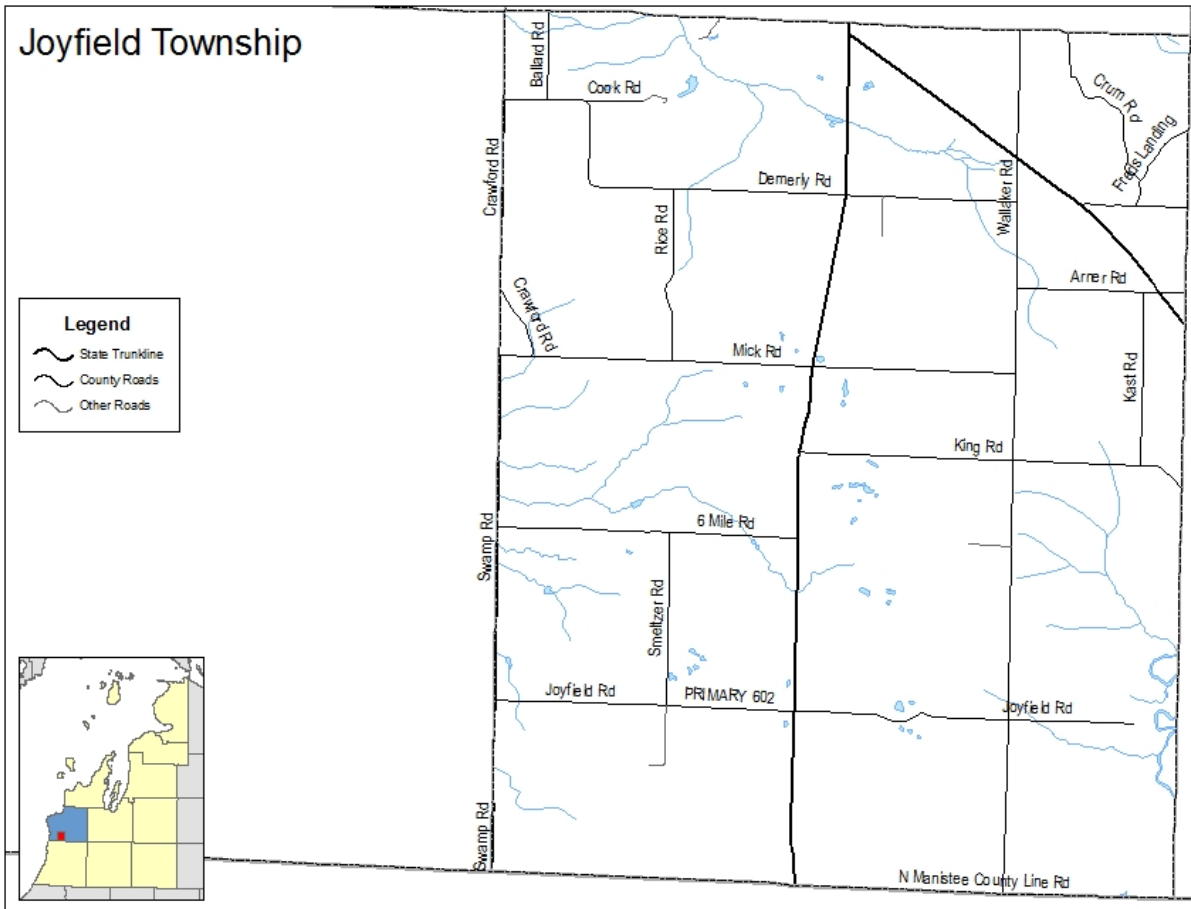 Joyfield Township
Ballard Rd
Cook Rd
Crum Rd
Freds Landing
Crawford Rd
Demerly Rd
Wallaker Rd
Rice Rd
Arner Rd
Crawford Rd
Legend
State Trunkline
County Roads
Other Roads
Mick Rd
Kast Rd
King Rd
6 Mile Rd
Swamp Rd
Smeltzer Rd
Joyfield Rd
PRIMARY 602
Joyfield Rd
Swamp Rd
N Manistee County Line Rd